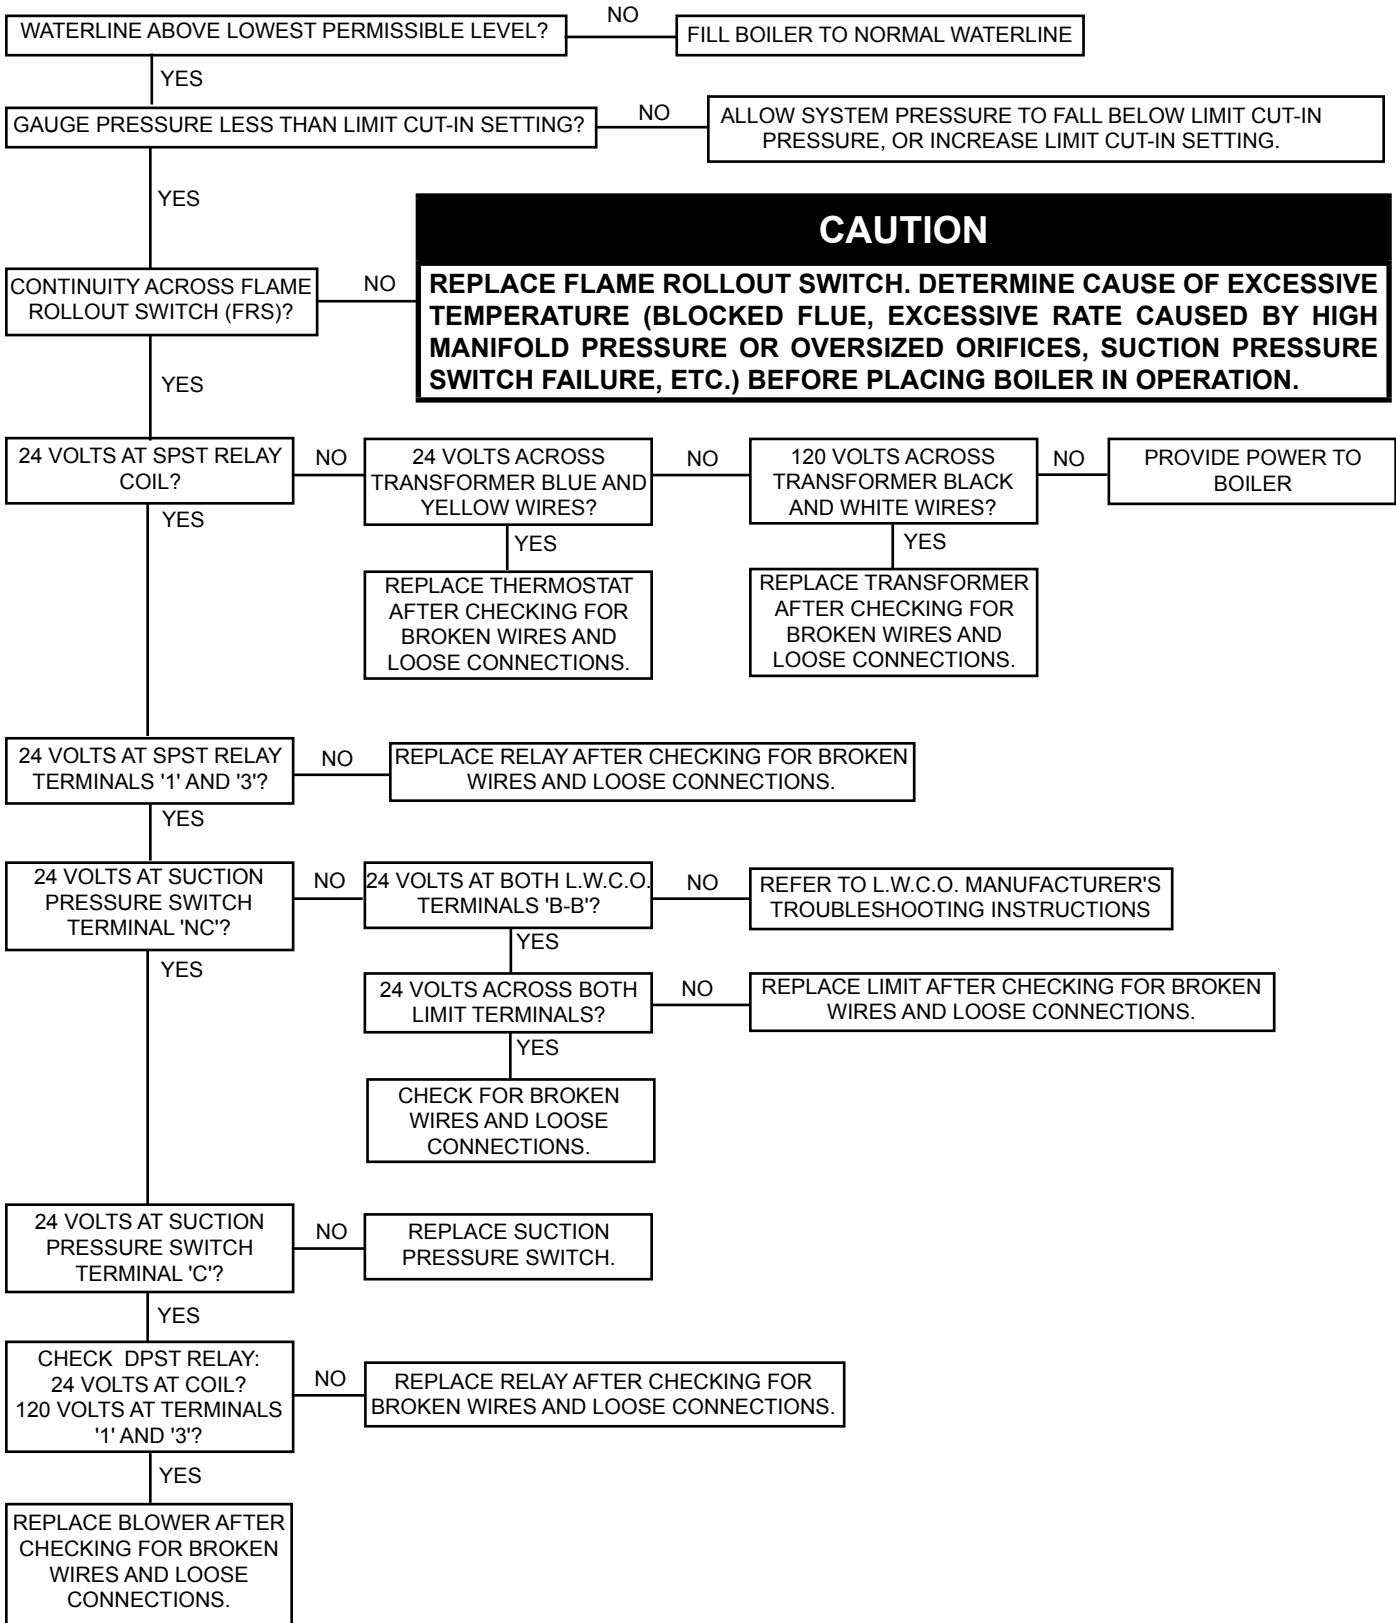 WATERLINE ABOVE LOWEST PERMISSIBLE LEVEL?
NO
FILL BOILER TO NORMAL WATERLINE
YES
GAUGE PRESSURE LESS THAN LIMIT CUT-IN SETTING?
NO
ALLOW SYSTEM PRESSURE TO FALL BELOW LIMIT CUT-IN
PRESSURE, OR INCREASE LIMIT CUT-IN SETTING.
YES
CAUTION
CONTINUITY ACROSS FLAME
ROLLOUT SWITCH (FRS)?
NO
REPLACE FLAME ROLLOUT SWITCH. DETERMINE CAUSE OF EXCESSIVE
TEMPERATURE (BLOCKED FLUE, EXCESSIVE RATE CAUSED BY HIGH
MANIFOLD PRESSURE OR OVERSIZED ORIFICES, SUCTION PRESSURE
SWITCH FAILURE, ETC.) BEFORE PLACING BOILER IN OPERATION.
YES
24 VOLTS AT SPST RELAY
COIL?
NO
24 VOLTS ACROSS
TRANSFORMER BLUE AND
YELLOW WIRES?
NO
120 VOLTS ACROSS
TRANSFORMER BLACK
AND WHITE WIRES?
NO
PROVIDE POWER TO
BOILER
YES
YES
YES
REPLACE THERMOSTAT
AFTER CHECKING FOR
BROKEN WIRES AND
LOOSE CONNECTIONS.
REPLACE TRANSFORMER
AFTER CHECKING FOR
BROKEN WIRES AND
LOOSE CONNECTIONS.
24 VOLTS AT SPST RELAY
TERMINALS '1' AND '3'?
NO
REPLACE RELAY AFTER CHECKING FOR BROKEN
WIRES AND LOOSE CONNECTIONS.
YES
24 VOLTS AT SUCTION
PRESSURE SWITCH
TERMINAL 'NC'?
NO
24 VOLTS AT BOTH L.W.C.O.
TERMINALS 'B-B'?
NO
REFER TO L.W.C.O. MANUFACTURER'S
TROUBLESHOOTING INSTRUCTIONS
YES
YES
24 VOLTS ACROSS BOTH
LIMIT TERMINALS?
NO
REPLACE LIMIT AFTER CHECKING FOR BROKEN
WIRES AND LOOSE CONNECTIONS.
YES
CHECK FOR BROKEN
WIRES AND LOOSE
CONNECTIONS.
24 VOLTS AT SUCTION
PRESSURE SWITCH
TERMINAL 'C'?
NO
REPLACE SUCTION
PRESSURE SWITCH.
YES
CHECK DPST RELAY:
24 VOLTS AT COIL?
120 VOLTS AT TERMINALS
'1' AND '3'?
NO
REPLACE RELAY AFTER CHECKING FOR
BROKEN WIRES AND LOOSE CONNECTIONS.
YES
REPLACE BLOWER AFTER
CHECKING FOR BROKEN
WIRES AND LOOSE
CONNECTIONS.